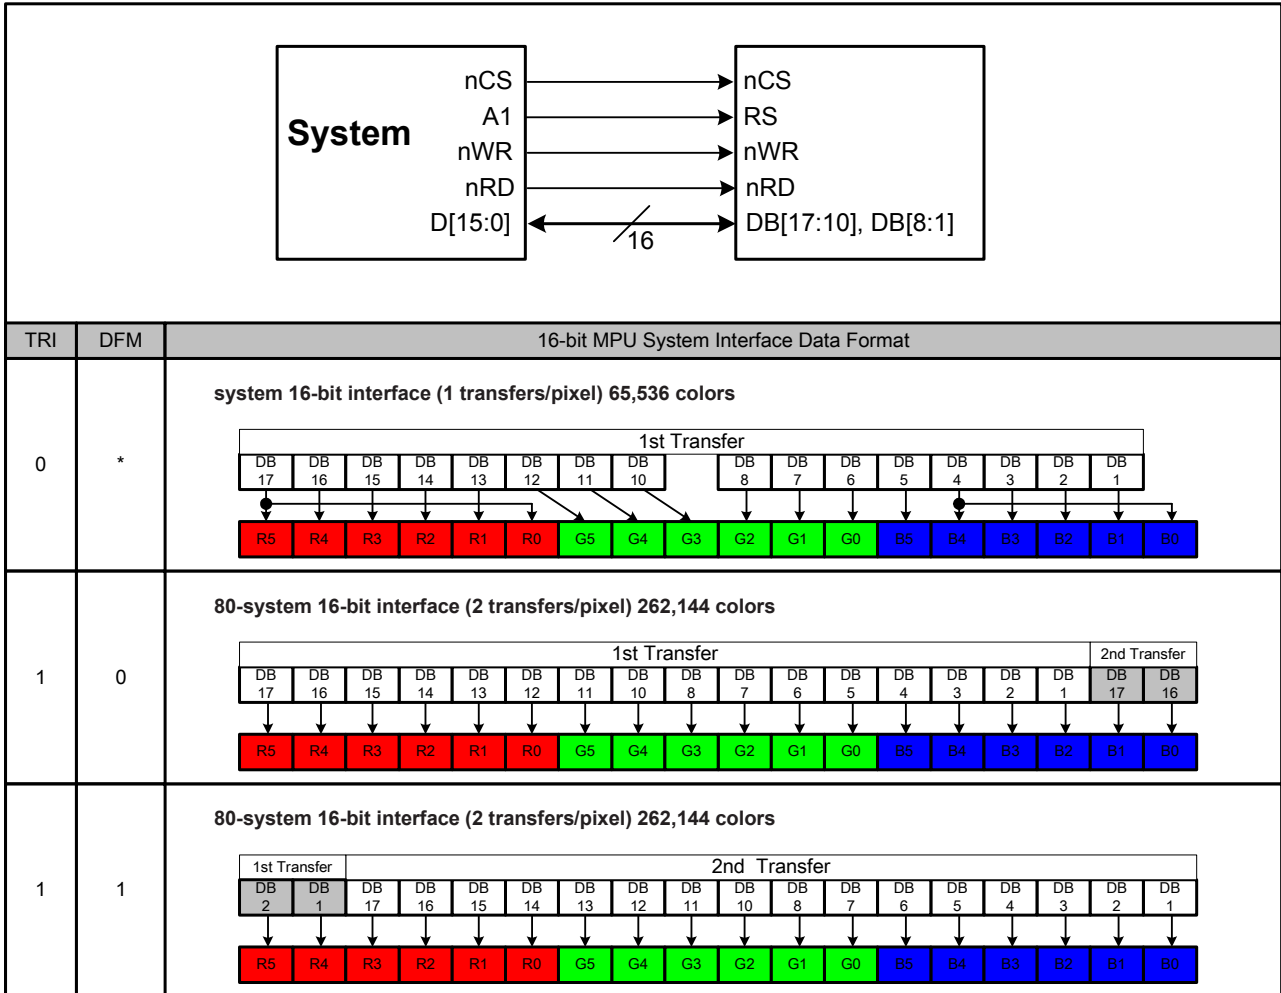 nCS nCS
System A1 RS
nWR nWR
nRD nRD
D[15:0] 16 DB[17:10], DB[8:1]
TRI DFM 16-bit MPU System Interface Data Format
system 16-bit interface (1 transfers/pixel) 65,536 colors
0 *
1st Transfer
DB DB DB DB DB DB DB DB DB DB DB DB DB DB DB DB
17 16 15 14 13 12 11 10 8 7 6 5 4 3 2 1
R5 R4 R3 R2 R1 R0 G5 G4 G3 G2 G1 G0 B5 B4 B3 B2 B1 B0
80-system 16-bit interface (2 transfers/pixel) 262,144 colors
1 0
1st Transfer 2nd Transfer
DB DB DB DB DB DB DB DB DB DB DB DB DB DB DB DB DB DB
17 16 15 14 13 12 11 10 8 7 6 5 4 3 2 1 17 16
R5 R4 R3 R2 R1 R0 G5 G4 G3 G2 G1 G0 B5 B4 B3 B2 B1 B0
80-system 16-bit interface (2 transfers/pixel) 262,144 colors
1 1
1st Transfer 2nd Transfer
DB DB DB DB DB DB DB DB DB DB DB DB DB DB DB DB DB DB
2 1 17 16 15 14 13 12 11 10 8 7 6 5 4 3 2 1
R5 R4 R3 R2 R1 R0 G5 G4 G3 G2 G1 G0 B5 B4 B3 B2 B1 B0